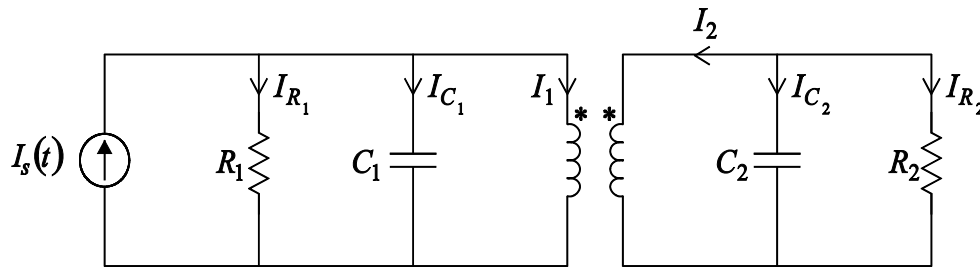 I_2
I_{R_1}
I_{C_1}
I_1
I_{C_2}
I_{R_2}
* *
I_s(t)
R_1
C_1
C_2
R_2